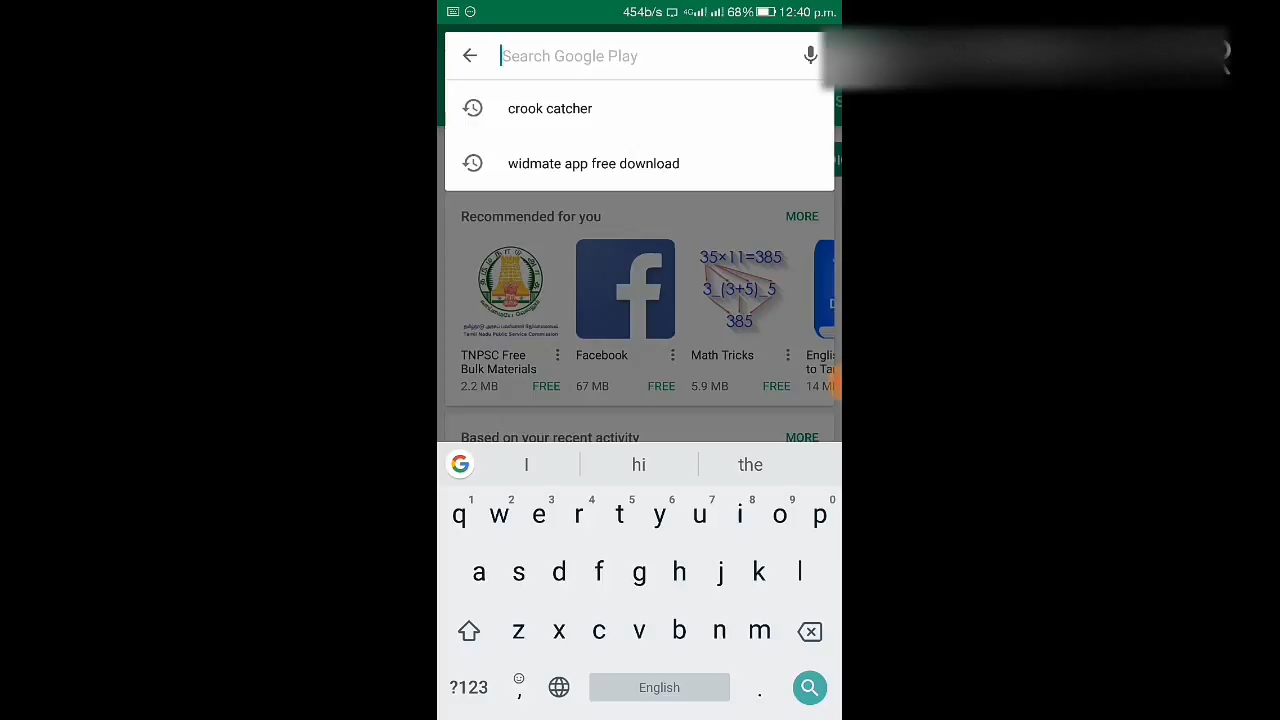 454b/s 4G 68% 12:40 p.m.
Search Google Play
crook catcher
widmate app free download
Recommended for you MORE
35×11=385
3_(3+5)_5
385
TNPSC Free Bulk Materials
2.2 MB FREE
Facebook
67 MB FREE
Math Tricks
5.9 MB FREE
Englis
to Ta
14 M
Based on your recent activity MORE
I hi the
1 2 3 4 5 6 7 8 9 0
q w e r t y u i o p
a s d f g h j k l
z x c v b n m
?123 , English .